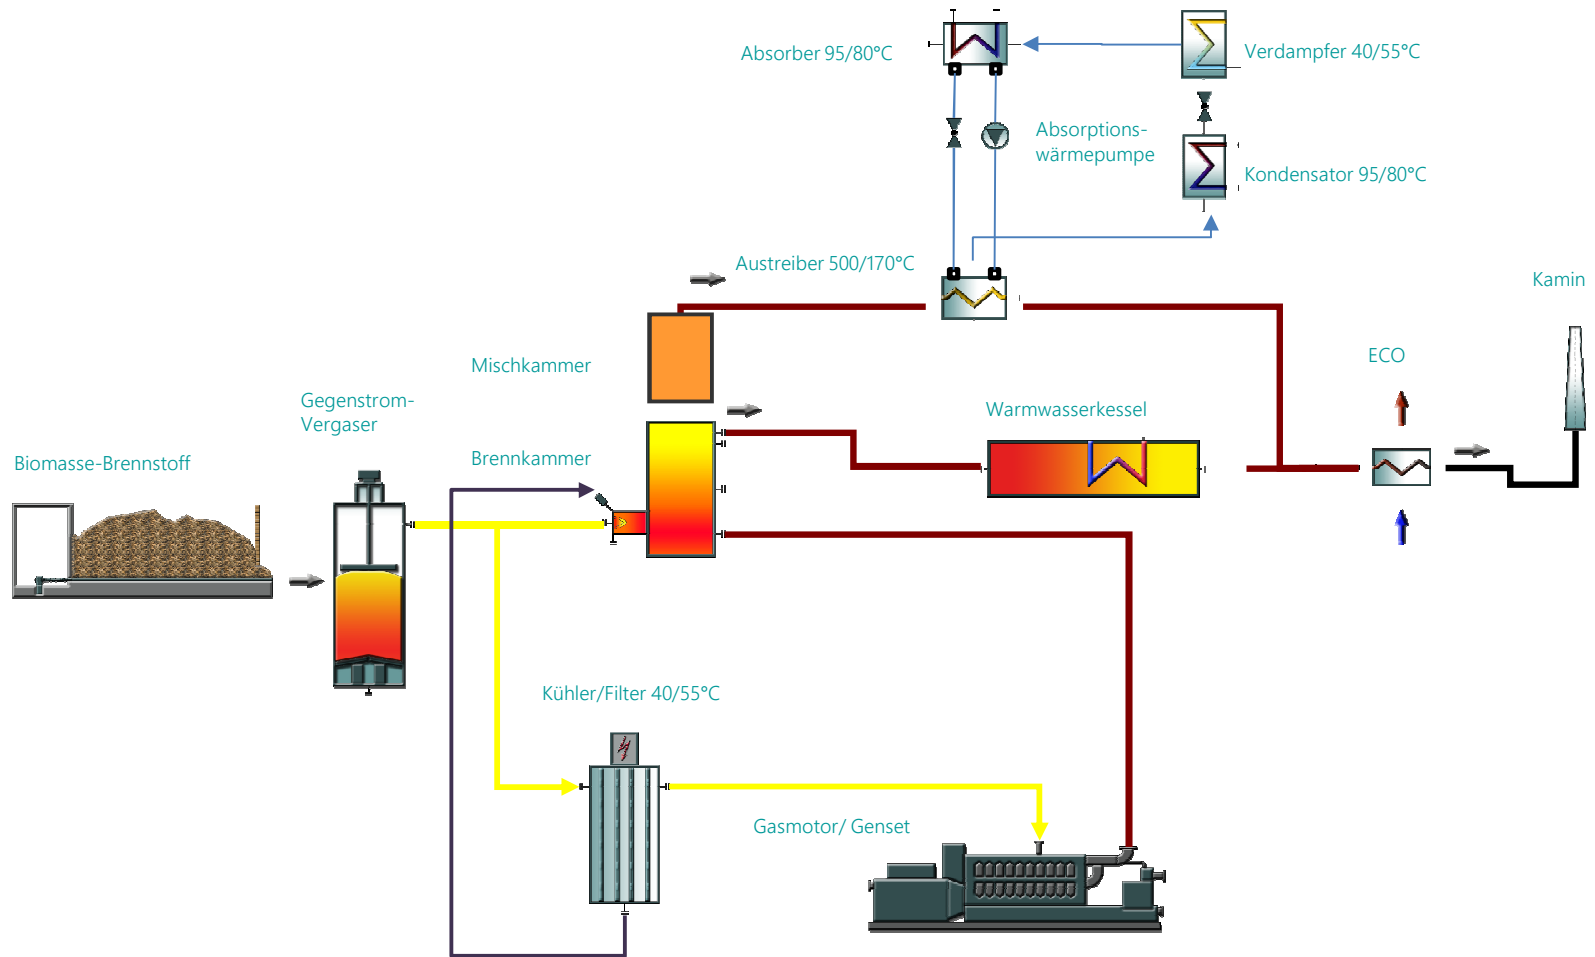 Absorber 95/80°C
Verdampfer 40/55°C
Absorptions-
wärmepumpe
Kondensator 95/80°C
Austreiber 500/170°C
Kamin
Mischkammer
ECO
Gegenstrom-
Vergaser
Warmwasserkessel
Biomasse-Brennstoff
Brennkammer
Kühler/Filter 40/55°C
Gasmotor/ Genset